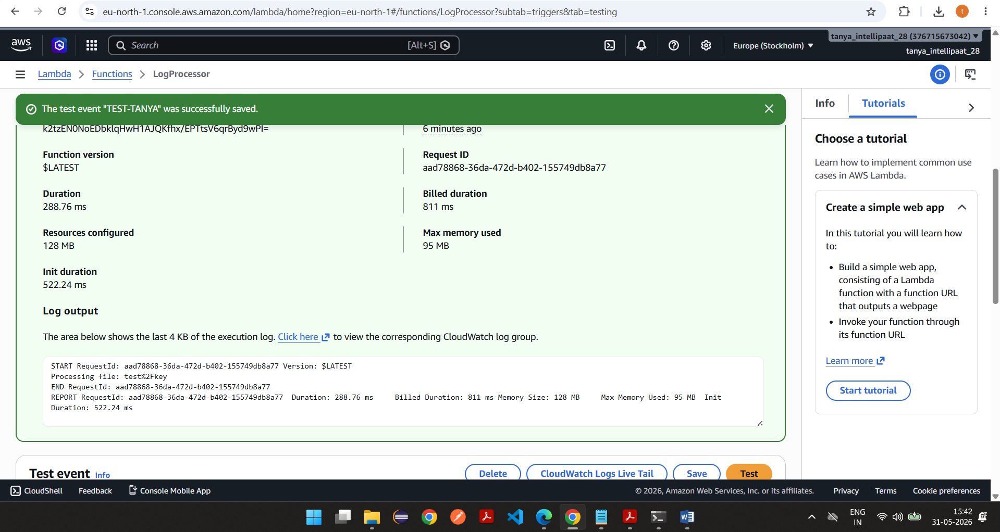 eu-north-1.console.aws.amazon.com/lambda/home?region=eu-north-1#/functions/LogProcessor?subtab=triggers&tab=testing
t
aws
Search
[Alt+S]
Europe (Stockholm)
tanya_intellipaat_28 (376715673042)
tanya_intellipaat_28
Lambda
Functions
LogProcessor
The test event "TEST-TANYA" was successfully saved.
6 minutes ago
Function version
$LATEST
Request ID
aad78868-36da-472d-b402-155749db8a77
Duration
288.76 ms
Billed duration
811 ms
Resources configured
128 MB
Max memory used
95 MB
Init duration
522.24 ms
Log output
The area below shows the last 4 KB of the execution log. Click here to view the corresponding CloudWatch log group.
START RequestId: aad78868-36da-472d-b402-155749db8a77 Version: $LATEST
Processing file: test%2Fkey
END RequestId: aad78868-36da-472d-b402-155749db8a77
REPORT RequestId: aad78868-36da-472d-b402-155749db8a77 Duration: 288.76 ms Billed Duration: 811 ms Memory Size: 128 MB Max Memory Used: 95 MB Init
Duration: 522.24 ms
Test event Info
Delete
CloudWatch Logs Live Tail
Save
Test
Info
Tutorials
Choose a tutorial
Learn how to implement common use
cases in AWS Lambda.
Create a simple web app
In this tutorial you will learn how
to:
• Build a simple web app,
consisting of a Lambda
function with a function URL
that outputs a webpage
• Invoke your function through
its function URL
Learn more
Start tutorial
CloudShell
Feedback
Console Mobile App
© 2026, Amazon Web Services, Inc. or its affiliates.
Privacy
Terms
Cookie preferences
ENG
IN
15:42
31-05-2026